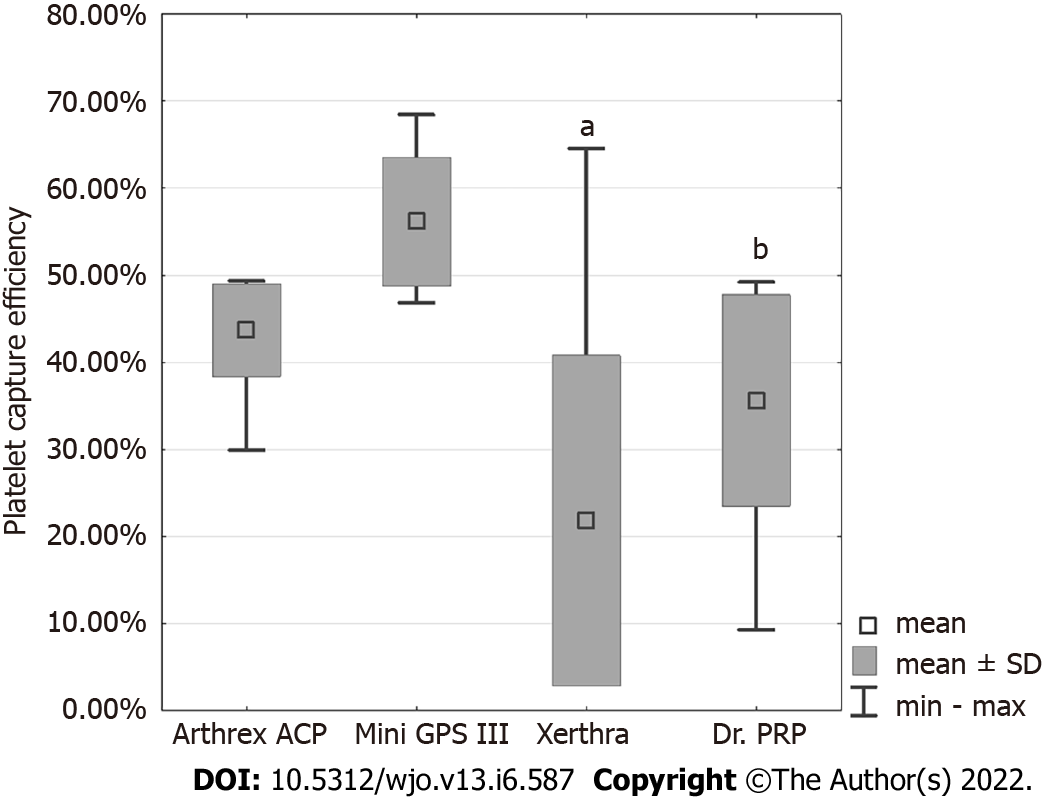 80.00%
70.00%
60.00%
50.00%
40.00%
30.00%
20.00%
10.00%
0.00%
Platelet capture efficiency
a
b
Arthrex ACP Mini GPS III Xerthra Dr. PRP
mean
mean ± SD
min - max
DOI: 10.5312/wjo.v13.i6.587 Copyright ©The Author(s) 2022.